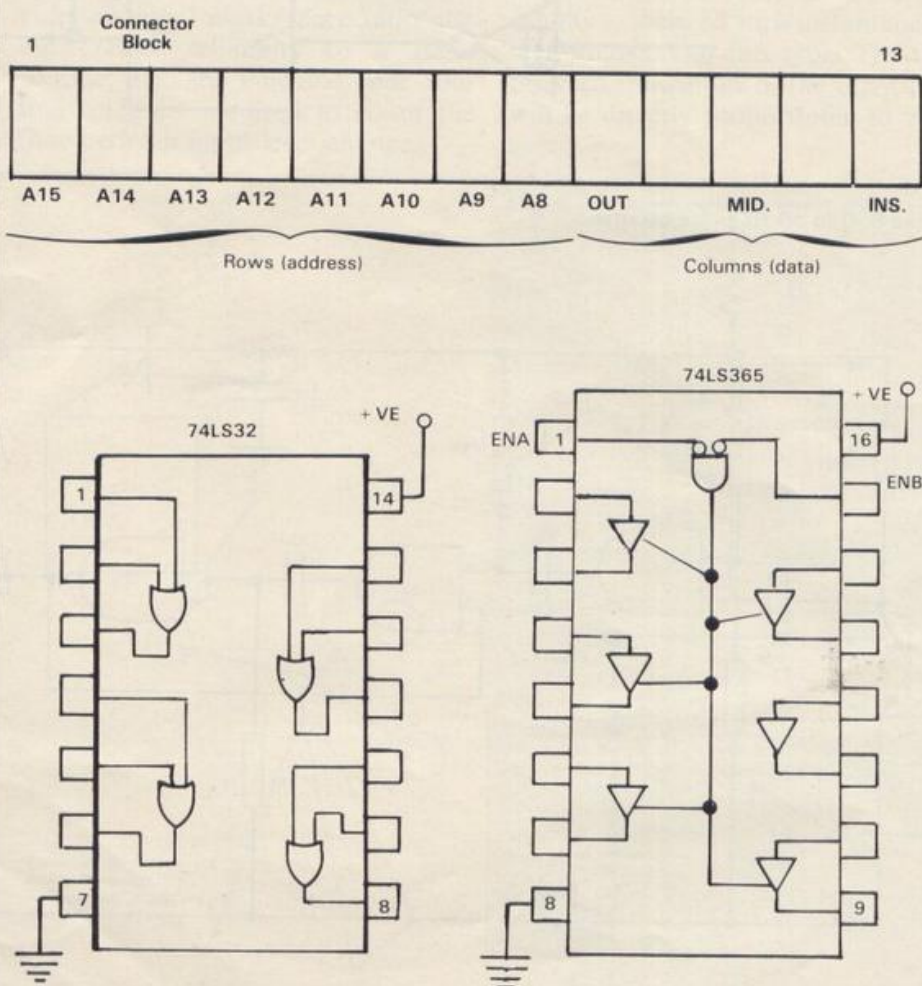 Connector
Block
1 13
A15 A14 A13 A12 A11 A10 A9 A8 OUT MID. INS.
Rows (address) Columns (data)
74LS32
+ VE
1 14
7 8
74LS365
+ VE
ENA 1 16
ENB
8 9